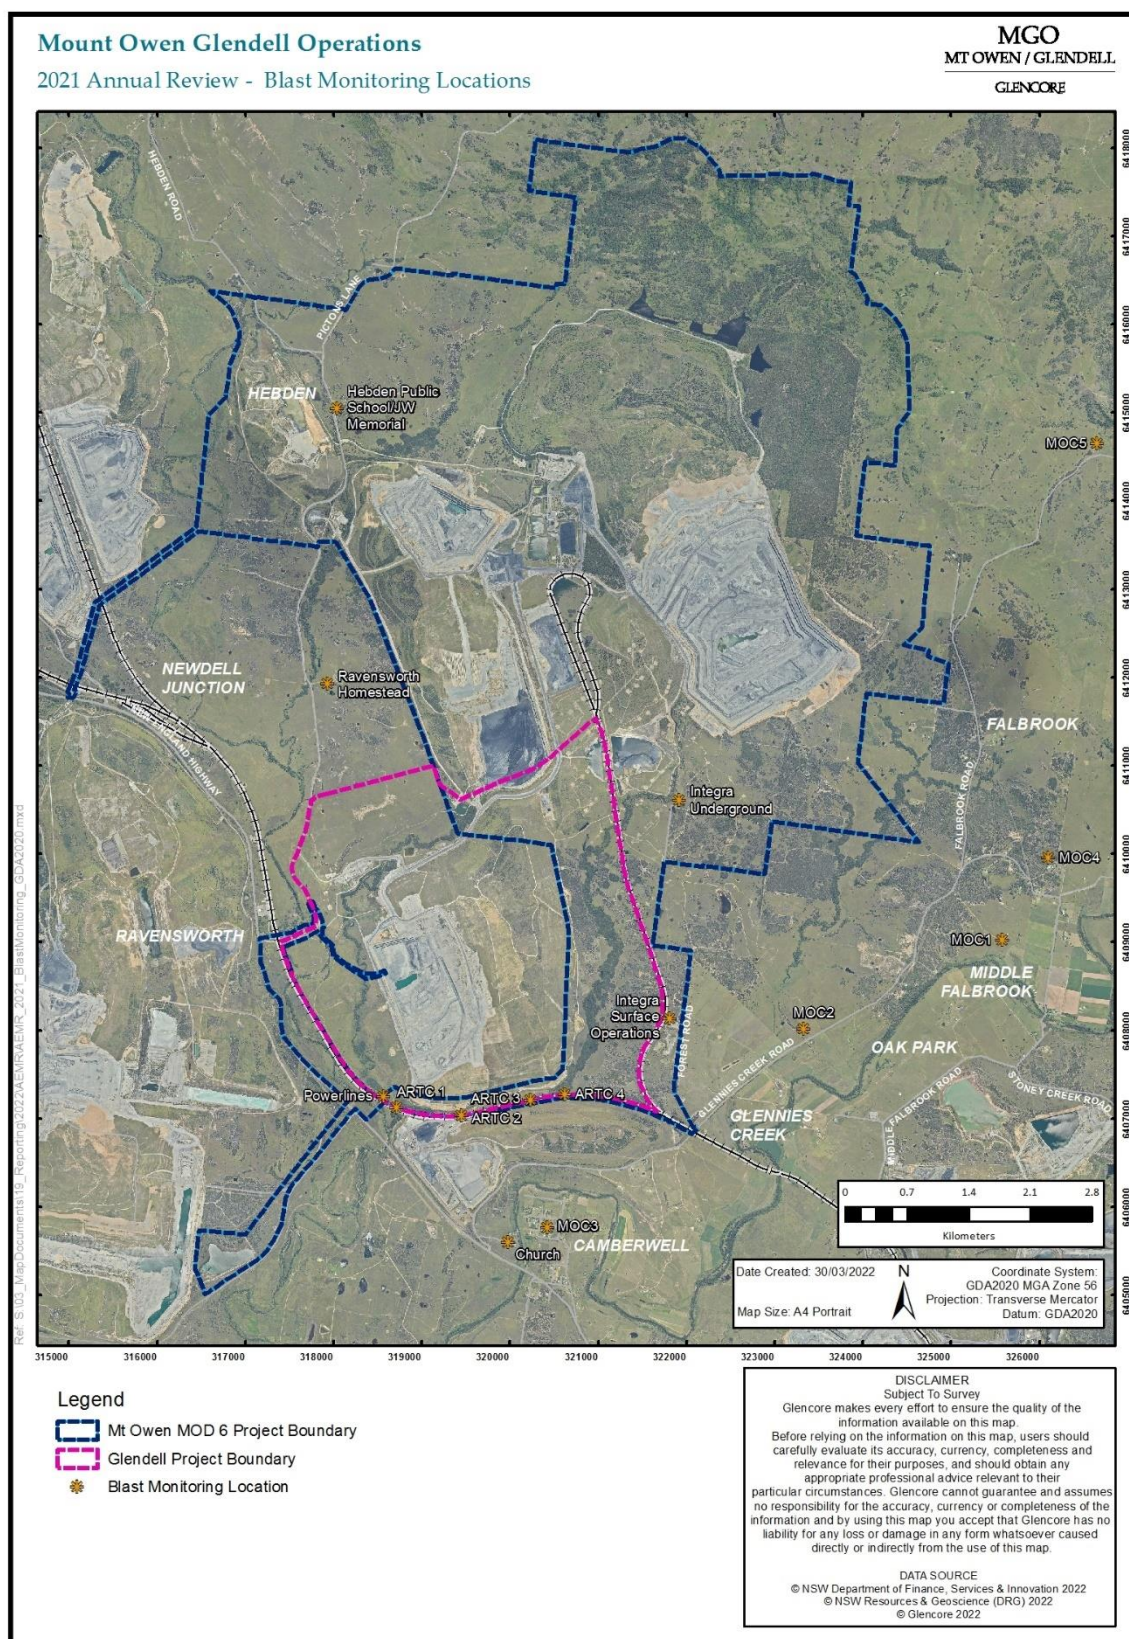 Mount Owen Glendell Operations
2021 Annual Review - Blast Monitoring Locations
MGO
MT OWEN / GLENDELL
GLENCORE
HEBDEN ROAD
PICTONS LANE
HEBDEN
Hebden Public
School/JW
Memorial
MOC5
NEWDELL
JUNCTION
Ravensworth
Homestead
NEW ENGLAND HIGHWAY
FALBROOK
FALBROOK ROAD
Integra
Underground
MOC4
RAVENSWORTH
MOC1
MIDDLE
FALBROOK
Integra
Surface
Operations
FOREST ROAD
MOC2
OAK PARK
GLENNIES CREEK ROAD
MIDDLE FALBROOK ROAD
STONEY CREEK ROAD
Powerlines
ARTC 1
ARTC 2
ARTC 3
ARTC 4
GLENNIES
CREEK
MOC3
Church
CAMBERWELL
6418000
6417000
6416000
6415000
6414000
6413000
6412000
6411000
6410000
6409000
6408000
6407000
6406000
6405000
0 0.7 1.4 2.1 2.8
Kilometers
Date Created: 30/03/2022
Map Size: A4 Portrait
N
Coordinate System:
GDA2020 MGA Zone 56
Projection: Transverse Mercator
Datum: GDA2020
315000 316000 317000 318000 319000 320000 321000 322000 323000 324000 325000 326000
Ref: S:\03_MapDocuments\19_Reporting\2022\AEMR\AEMR_2021_BlastMonitoring_GDA2020.mxd
Legend
Mt Owen MOD 6 Project Boundary
Glendell Project Boundary
Blast Monitoring Location
DISCLAIMER
Subject To Survey
Glencore makes every effort to ensure the quality of the
information available on this map.
Before relying on the information on this map, users should
carefully evaluate its accuracy, currency, completeness and
relevance for their purposes, and should obtain any
appropriate professional advice relevant to their
particular circumstances. Glencore cannot guarantee and assumes
no responsibility for the accuracy, currency or completeness of the
information and by using this map you accept that Glencore has no
liability for any loss or damage in any form whatsoever caused
directly or indirectly from the use of this map.
DATA SOURCE
© NSW Department of Finance, Services & Innovation 2022
© NSW Resources & Geoscience (DRG) 2022
© Glencore 2022